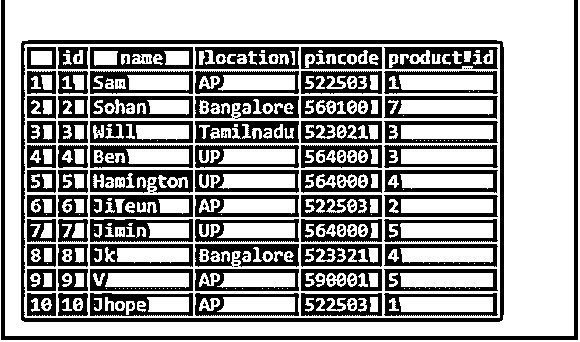 id name location pincode product_id
1 1 Sam AP 522503 1
2 2 Sohan Bangalore 560100 7
3 3 Will Tamilnadu 523021 3
4 4 Ben UP 564000 3
5 5 Hamington UP 564000 4
6 6 JiYeun AP 522503 2
7 7 Jimin UP 564000 5
8 8 Jk Bangalore 523321 4
9 9 V AP 590001 5
10 10 Jhope AP 522503 1